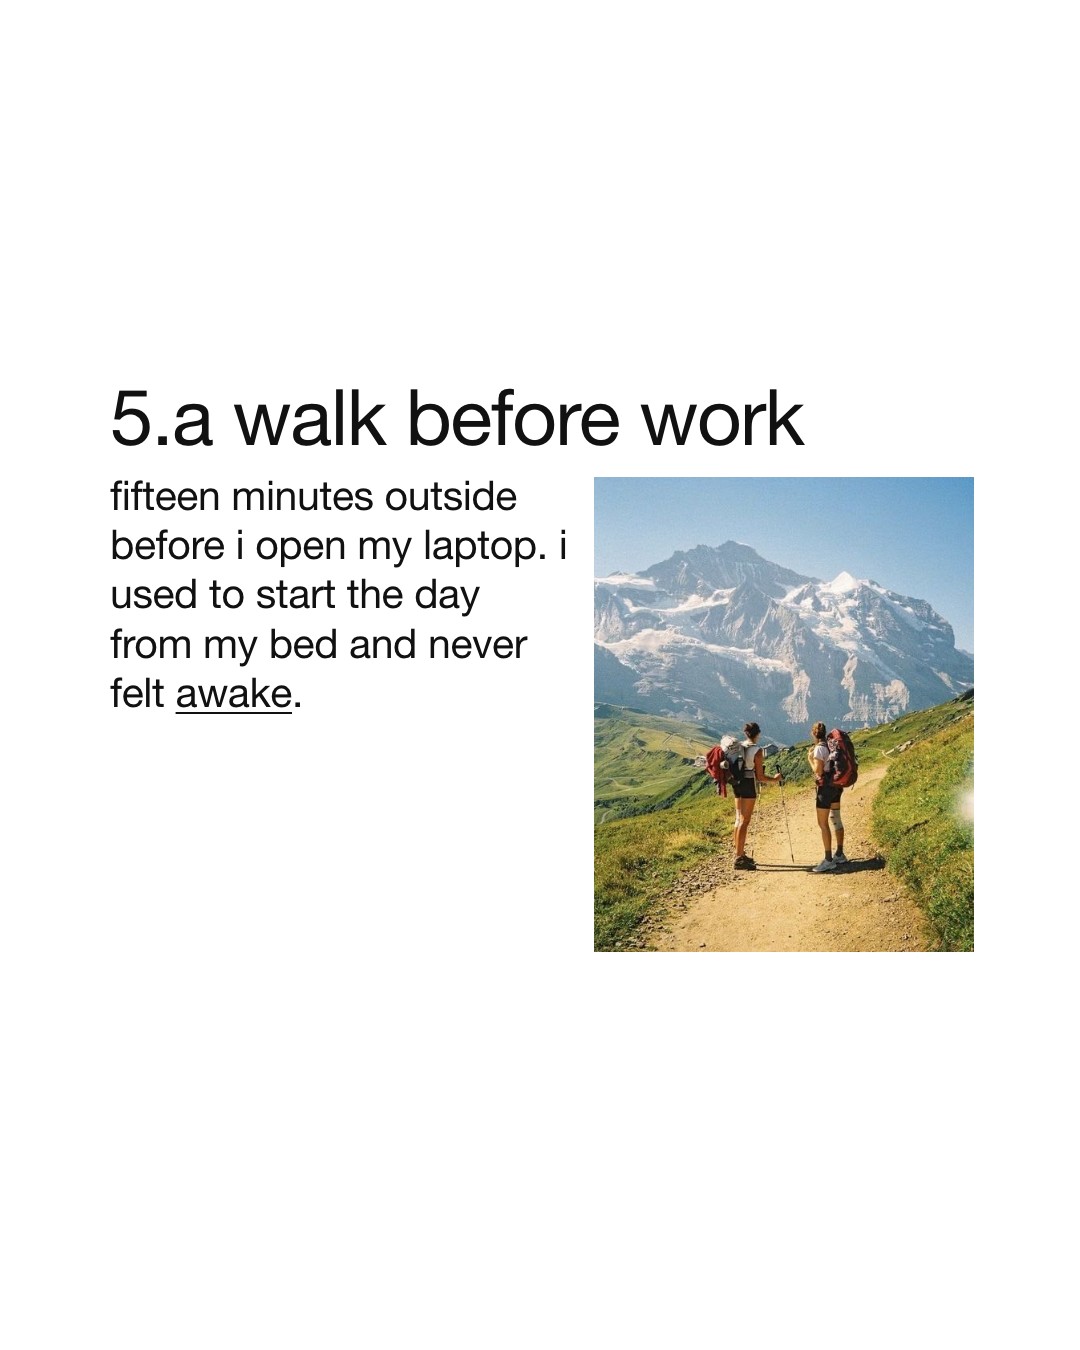 5.a walk before work
fifteen minutes outside
before i open my laptop. i
used to start the day
from my bed and never
felt awake.